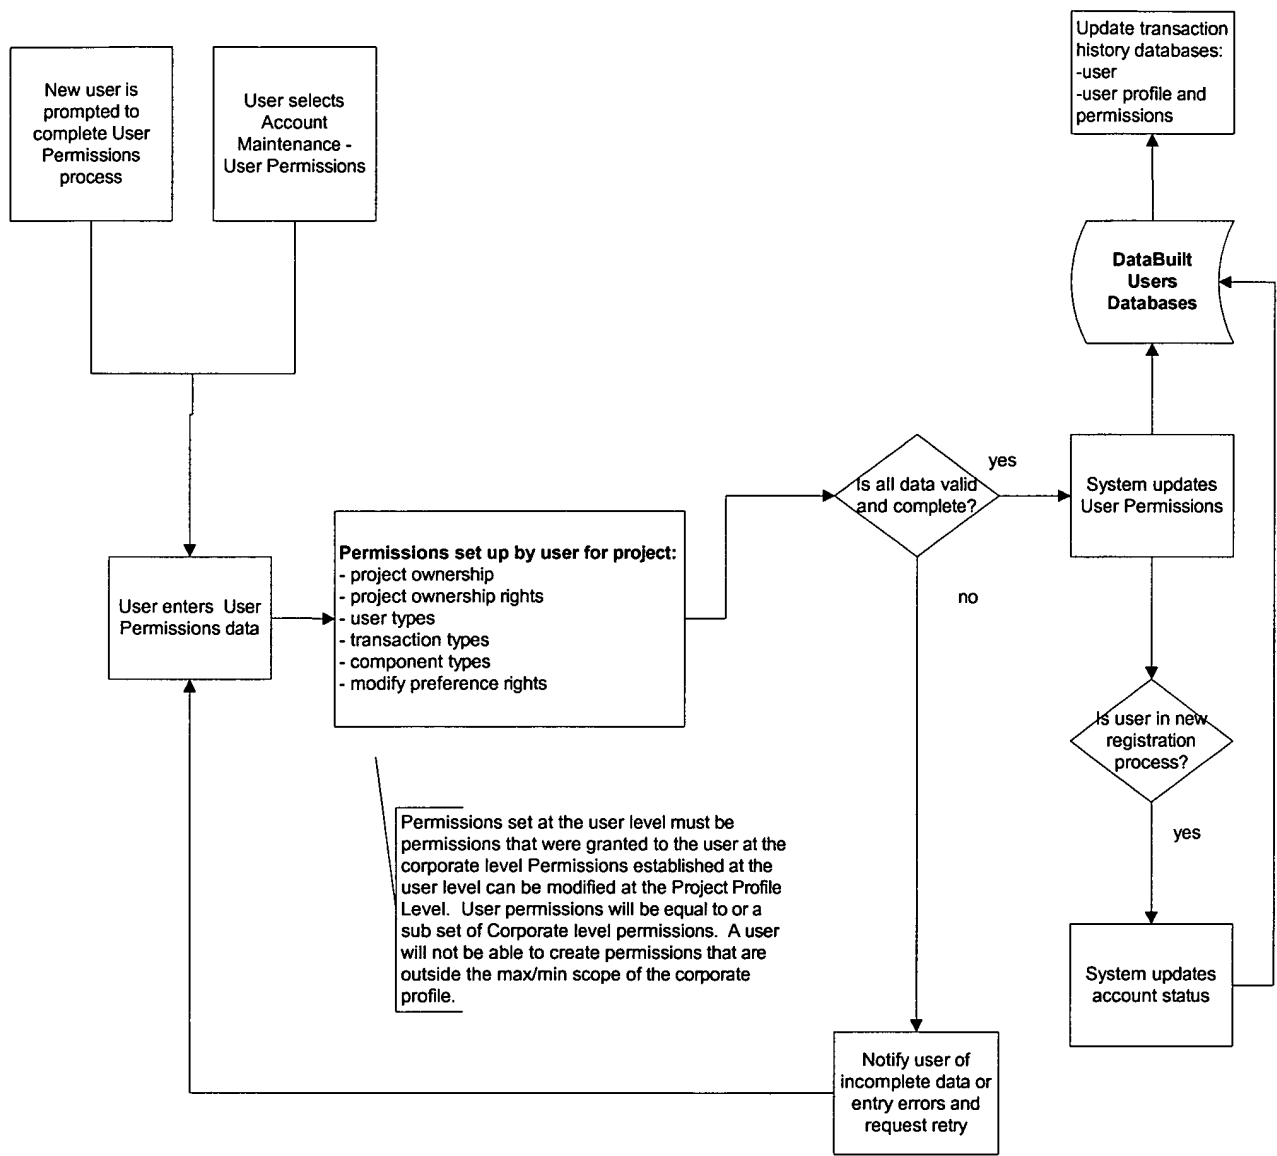 New user is
prompted to
complete User
Permissions
process
User selects
Account
Maintenance -
User Permissions
Update transaction
history databases:
-user
-user profile and
permissions
DataBuilt
Users
Databases
Is all data valid
and complete?
yes
System updates
User Permissions
Permissions set up by user for project:
- project ownership
- project ownership rights
- user types
- transaction types
- component types
- modify preference rights
User enters  User
Permissions data
no
Is user in new
registration
process?
yes
Permissions set at the user level must be
permissions that were granted to the user at the
corporate level Permissions established at the
user level can be modified at the Project Profile
Level.  User permissions will be equal to or a
sub set of Corporate level permissions.  A user
will not be able to create permissions that are
outside the max/min scope of the corporate
profile.
System updates
account status
Notify user of
incomplete data or
entry errors and
request retry